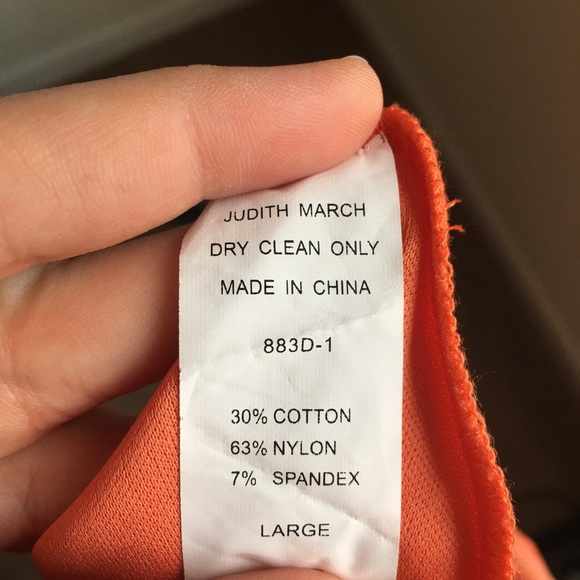 JUDITH MARCH
DRY CLEAN ONLY
MADE IN CHINA
883D-1
30% COTTON
63% NYLON
7% SPANDEX
LARGE